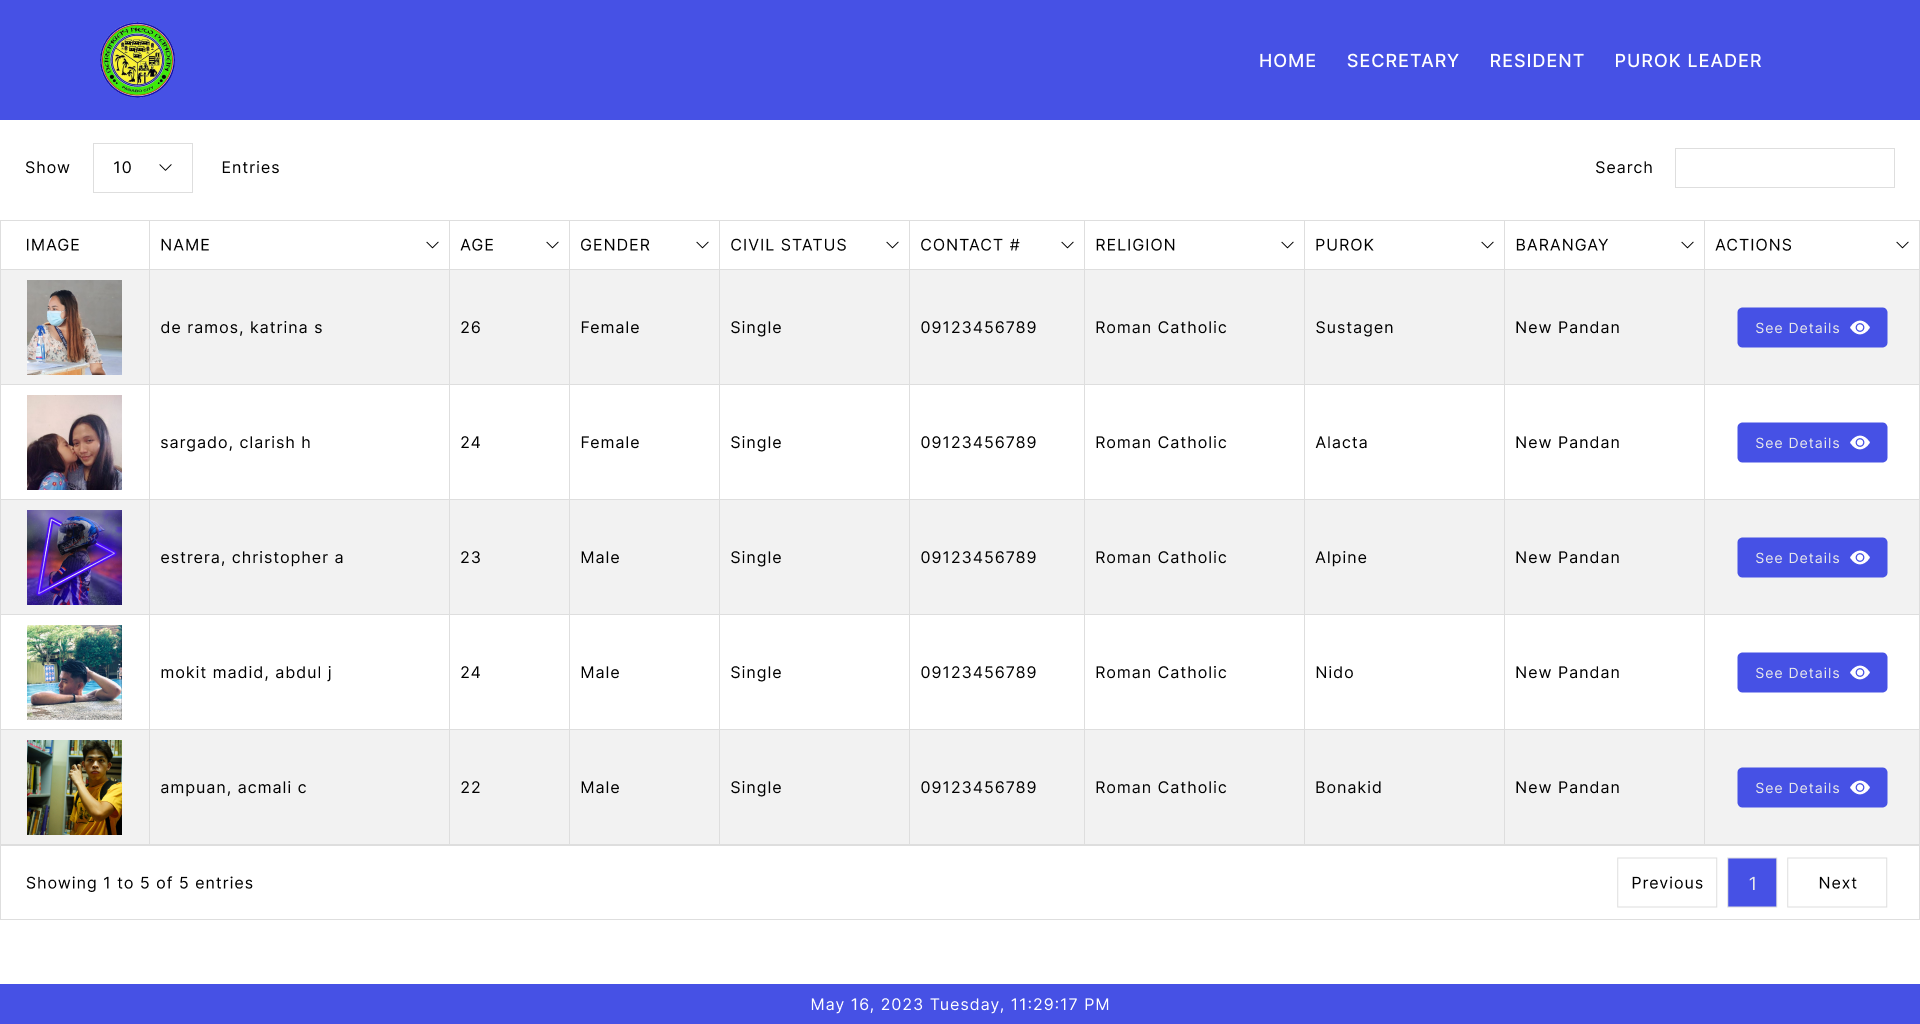 HOME SECRETARY RESIDENT PUROK LEADER
Show 10 Entries Search
IMAGE NAME AGE GENDER CIVIL STATUS CONTACT # RELIGION PUROK BARANGAY ACTIONS
de ramos, katrina s 26 Female Single 09123456789 Roman Catholic Sustagen New Pandan See Details
sargado, clarish h 24 Female Single 09123456789 Roman Catholic Alacta New Pandan See Details
estrera, christopher a 23 Male Single 09123456789 Roman Catholic Alpine New Pandan See Details
mokit madid, abdul j 24 Male Single 09123456789 Roman Catholic Nido New Pandan See Details
ampuan, acmali c 22 Male Single 09123456789 Roman Catholic Bonakid New Pandan See Details
Showing 1 to 5 of 5 entries Previous 1 Next
May 16, 2023 Tuesday, 11:29:17 PM